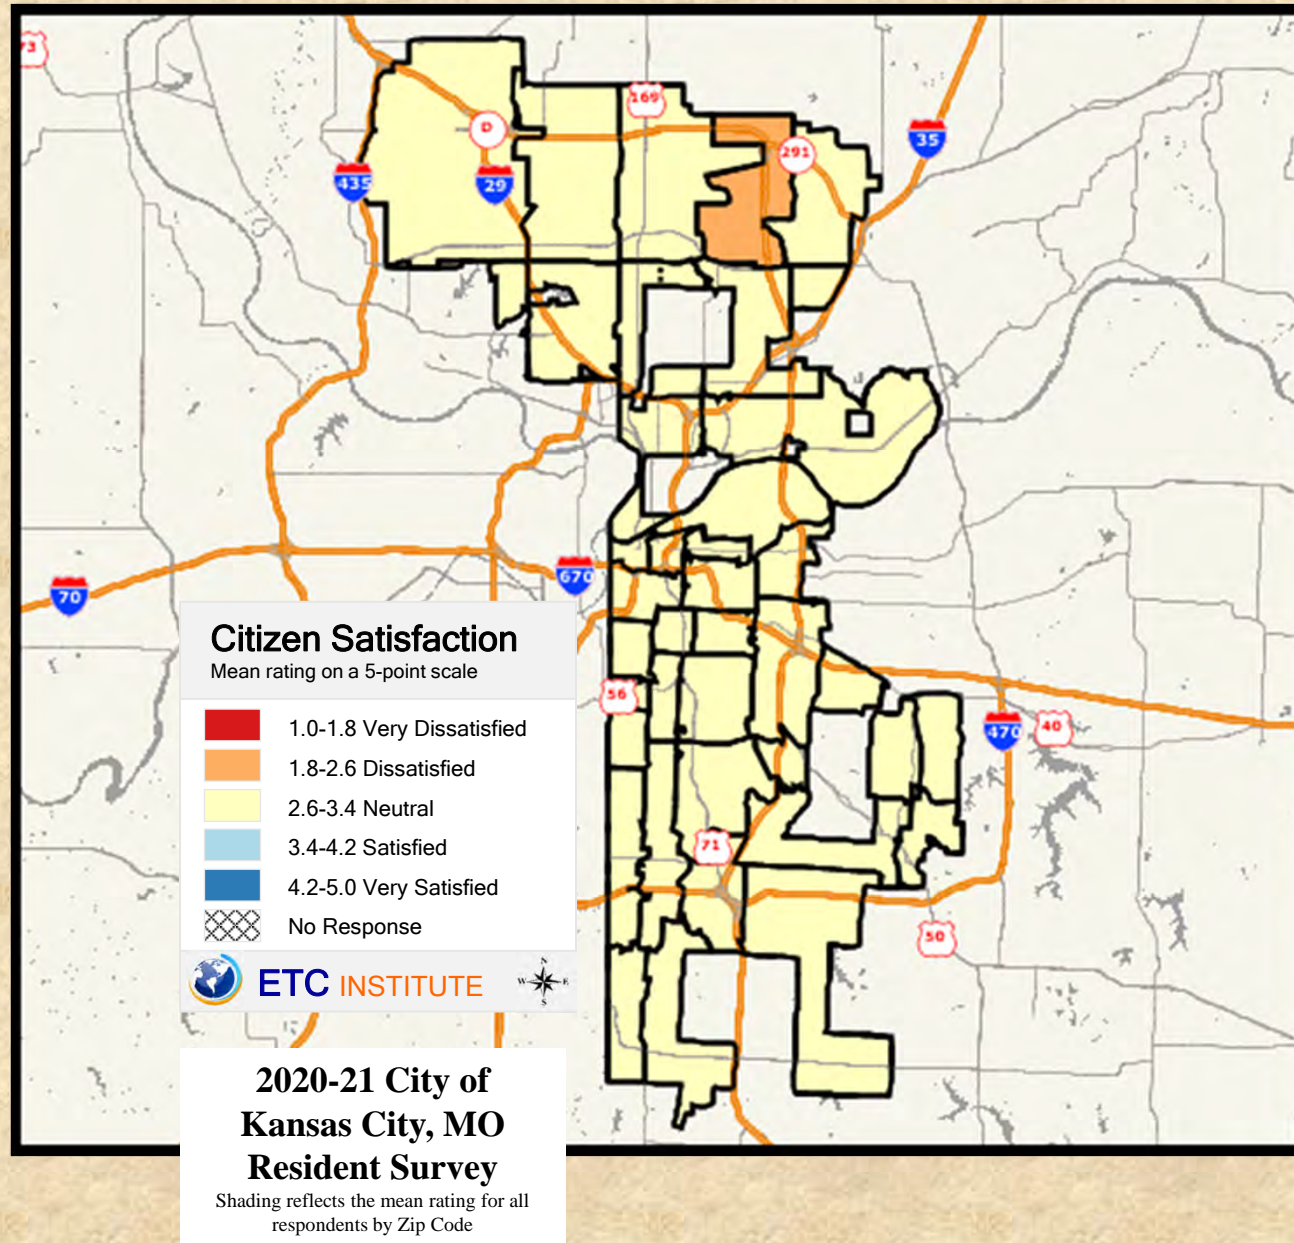 73
169
D
291
35
435
29
70
670
Citizen Satisfaction
Mean rating on a 5-point scale
1.0-1.8 Very Dissatisfied
1.8-2.6 Dissatisfied
2.6-3.4 Neutral
3.4-4.2 Satisfied
4.2-5.0 Very Satisfied
No Response
ETC INSTITUTE
N
W E
S
56
470
40
71
50
2020-21 City of
Kansas City, MO
Resident Survey
Shading reflects the mean rating for all
respondents by Zip Code